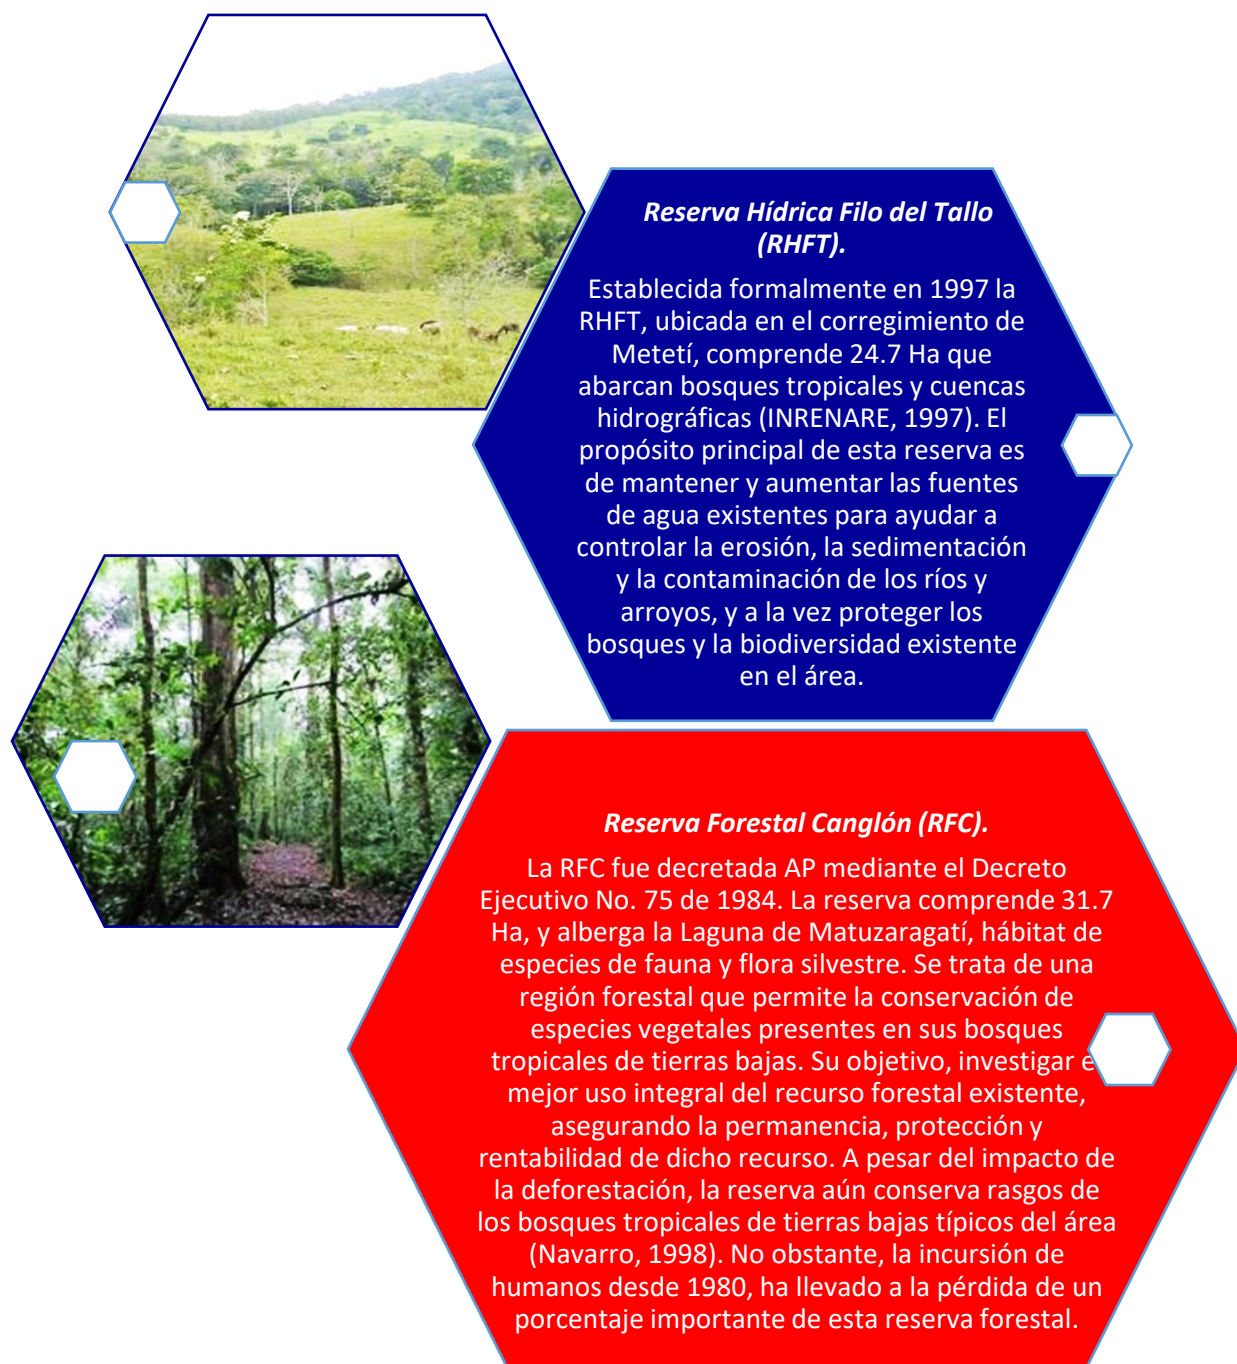 Reserva Hídrica Filo del Tallo
(RHFT).
Establecida formalmente en 1997 la
RHFT, ubicada en el corregimiento de
Metetí, comprende 24.7 Ha que
abarcan bosques tropicales y cuencas
hidrográficas (INRENARE, 1997). El
propósito principal de esta reserva es
de mantener y aumentar las fuentes
de agua existentes para ayudar a
controlar la erosión, la sedimentación
y la contaminación de los ríos y
arroyos, y a la vez proteger los
bosques y la biodiversidad existente
en el área.
Reserva Forestal Canglón (RFC).
La RFC fue decretada AP mediante el Decreto
Ejecutivo No. 75 de 1984. La reserva comprende 31.7
Ha, y alberga la Laguna de Matuzaragatí, hábitat de
especies de fauna y flora silvestre. Se trata de una
región forestal que permite la conservación de
especies vegetales presentes en sus bosques
tropicales de tierras bajas. Su objetivo, investigar
mejor uso integral del recurso forestal existente,
asegurando la permanencia, protección y
rentabilidad de dicho recurso. A pesar del impacto de
la deforestación, la reserva aún conserva rasgos de
los bosques tropicales de tierras bajas típicos del área
(Navarro, 1998). No obstante, la incursión de
humanos desde 1980, ha llevado a la pérdida de un
porcentaje importante de esta reserva forestal.